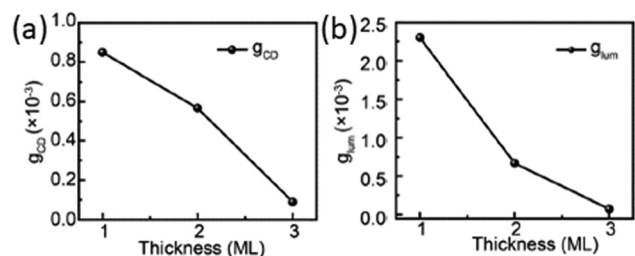 (a)
1.0
0.8
0.6
0.4
0.2
0.0
g_CD (×10⁻³)
g_CD
1 2 3
Thickness (ML)
(b)
2.5
2.0
1.5
1.0
0.5
0.0
g_lum (×10⁻³)
g_lum
1 2 3
Thickness (ML)